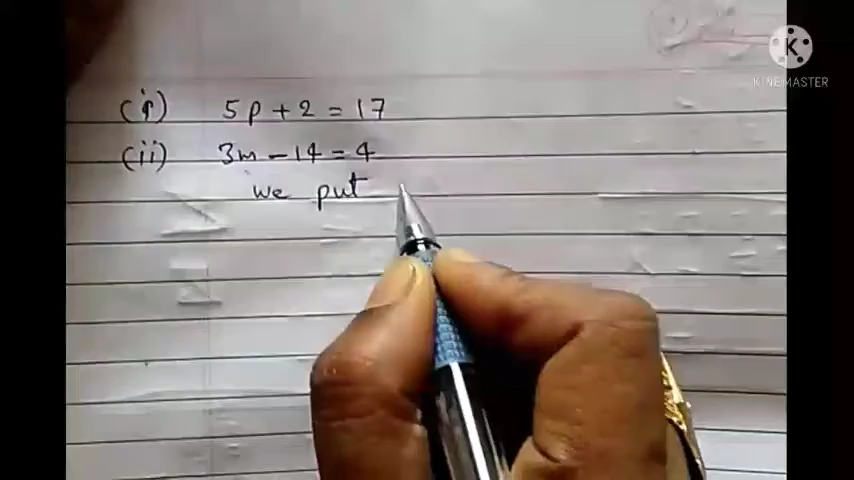 KINEMASTER
(i) 5p + 2 = 17
(ii) 3m - 14 = 4
we put